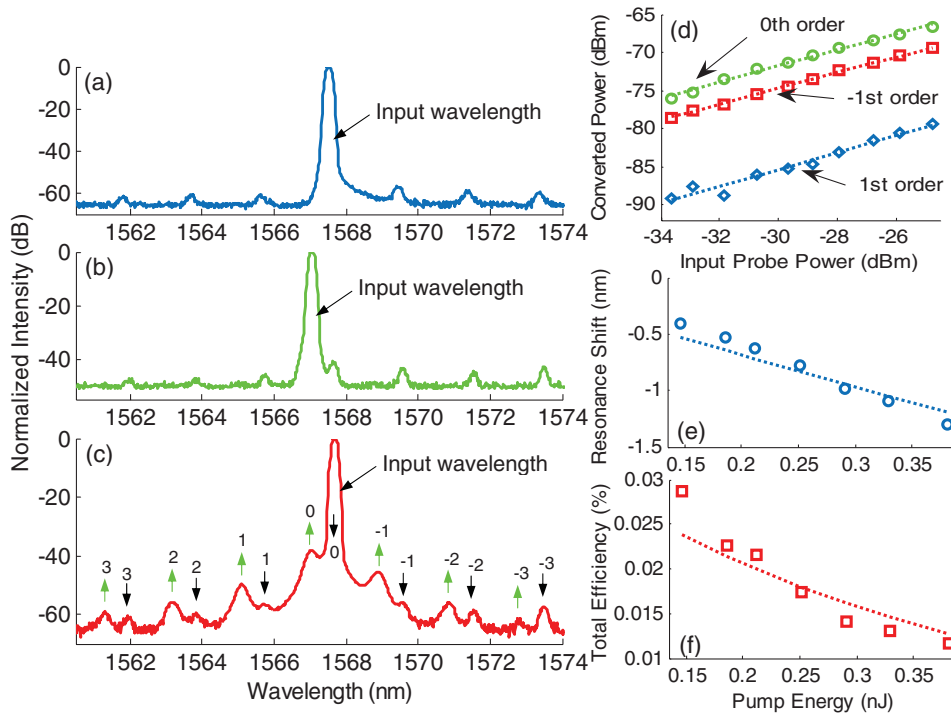 Normalized Intensity (dB)
(a)
Input wavelength
0
-20
-40
-60
1562 1564 1566 1568 1570 1572 1574
(b)
Input wavelength
0
-20
-40
1562 1564 1566 1568 1570 1572 1574
(c)
Input wavelength
0
-20
-40
-60
3 3 2 2 1 1 0 0 -1 -1 -2 -2 -3 -3
1562 1564 1566 1568 1570 1572 1574
Wavelength (nm)
(d)
Converted Power (dBm)
-65
-70
-75
-80
-85
-90
0th order
-1st order
1st order
-34 -32 -30 -28 -26
Input Probe Power (dBm)
(e)
Resonance Shift (nm)
0
-0.5
-1
-1.5
0.15 0.2 0.25 0.3 0.35
(f)
Total Efficiency (%)
0.03
0.025
0.02
0.015
0.01
0.15 0.2 0.25 0.3 0.35
Pump Energy (nJ)